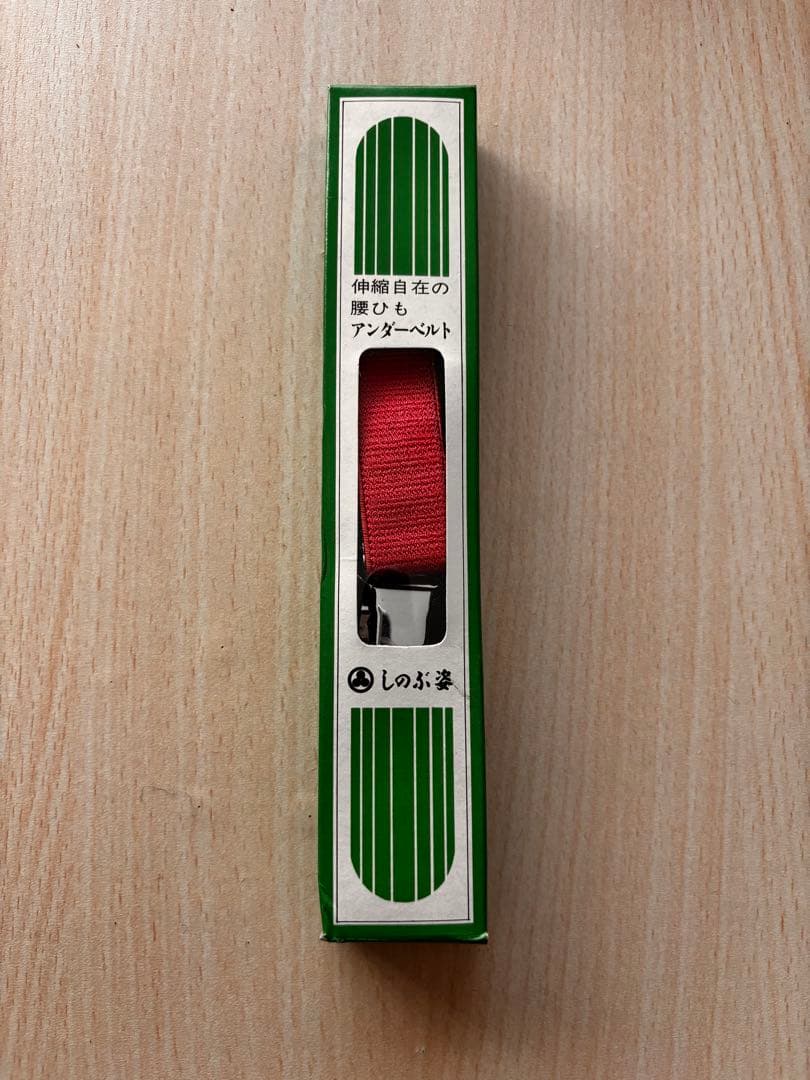 伸縮自在の
腰ひも
アンダーベルト
しのぶ姿